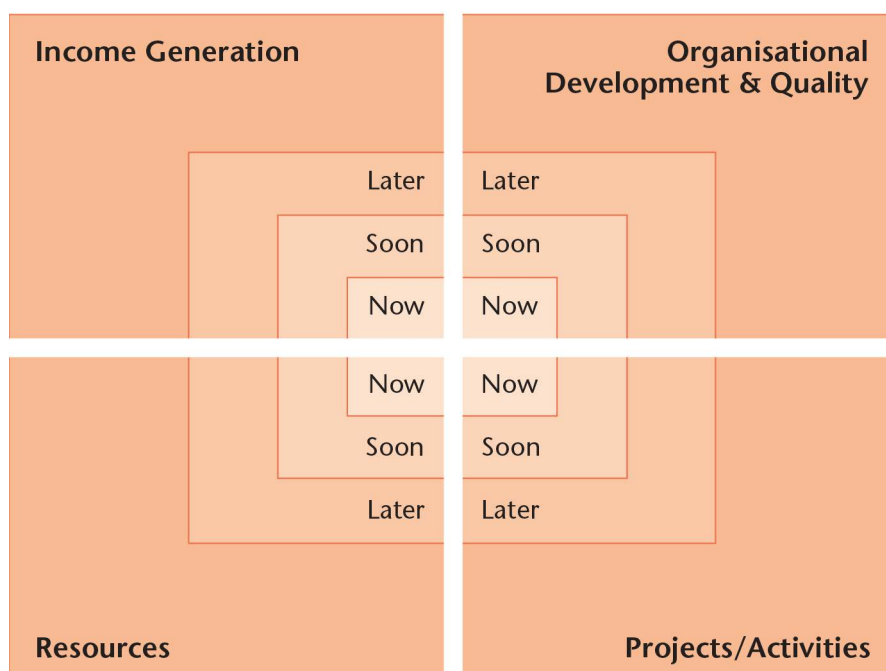 Income Generation
Organisational
Development & Quality
Later Later
Soon Soon
Now Now
Now Now
Soon Soon
Later Later
Resources
Projects/Activities